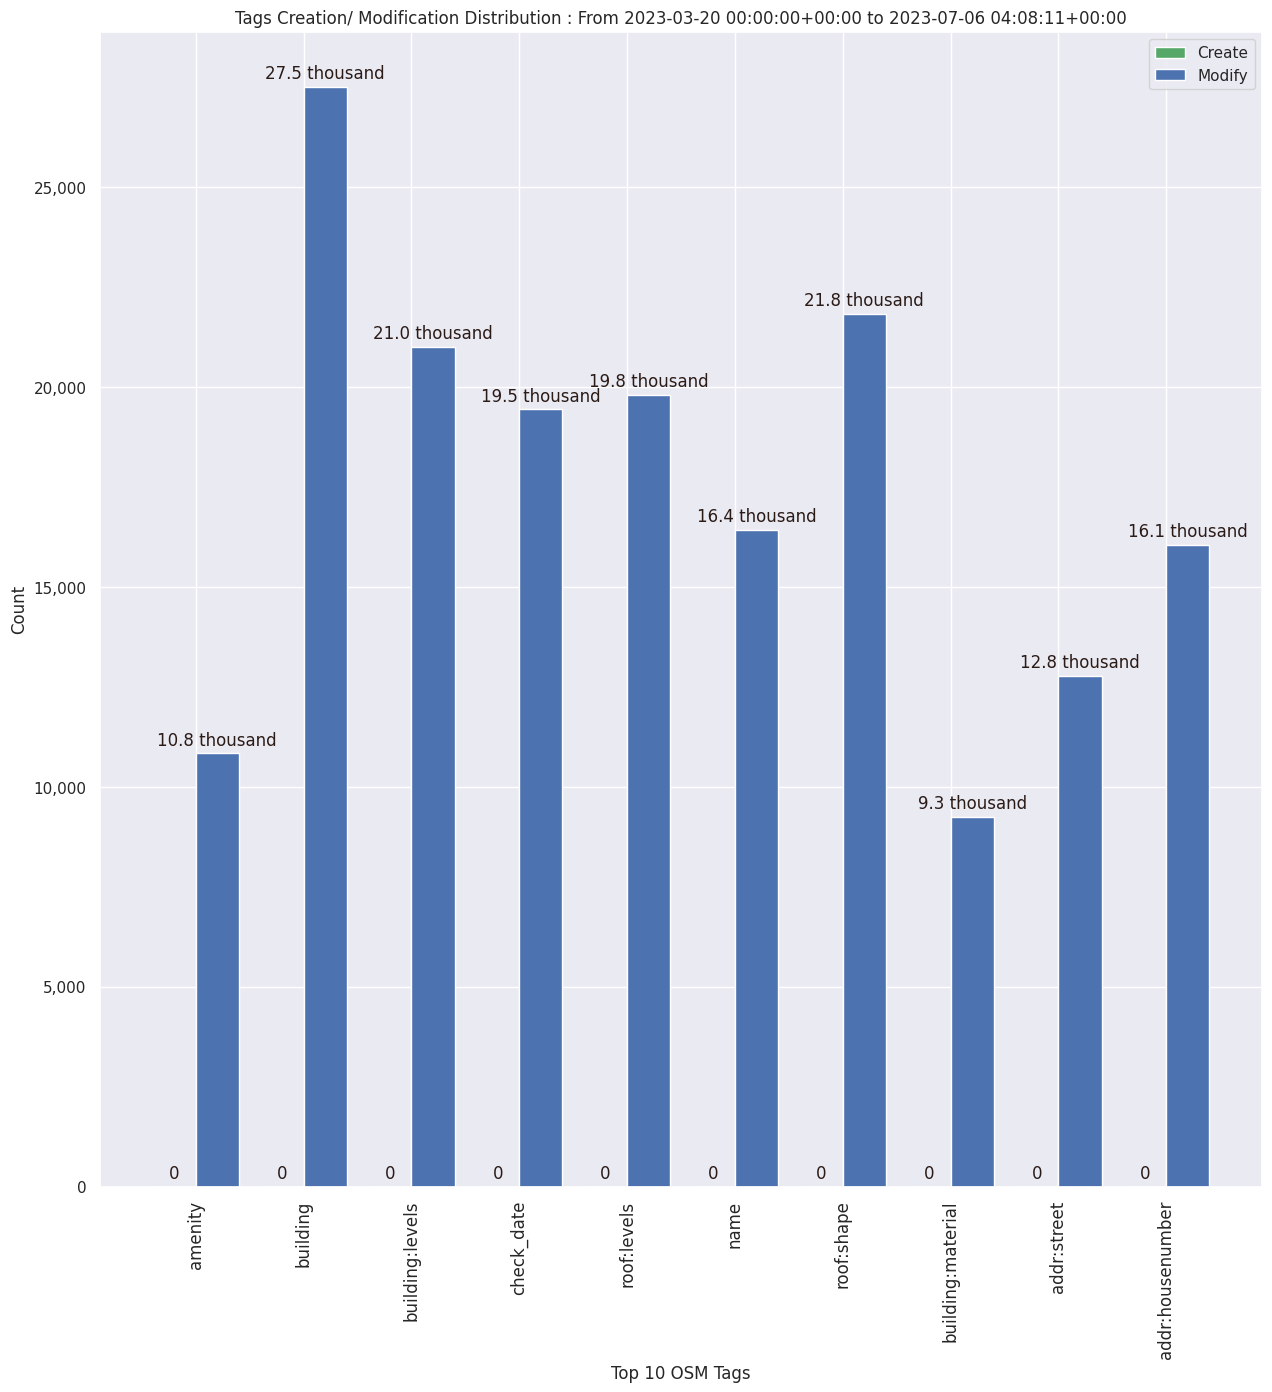 Tags Creation/ Modification Distribution : From 2023-03-20 00:00:00+00:00 to 2023-07-06 04:08:11+00:00
Create
Modify
27.5 thousand
25,000
21.8 thousand
21.0 thousand
20,000
19.8 thousand
19.5 thousand
16.4 thousand
16.1 thousand
15,000
Count
12.8 thousand
10.8 thousand
10,000
9.3 thousand
5,000
0
0
0
0
0
0
0
0
0
0
0
amenity
building
building:levels
check_date
roof:levels
name
roof:shape
building:material
addr:street
addr:housenumber
Top 10 OSM Tags